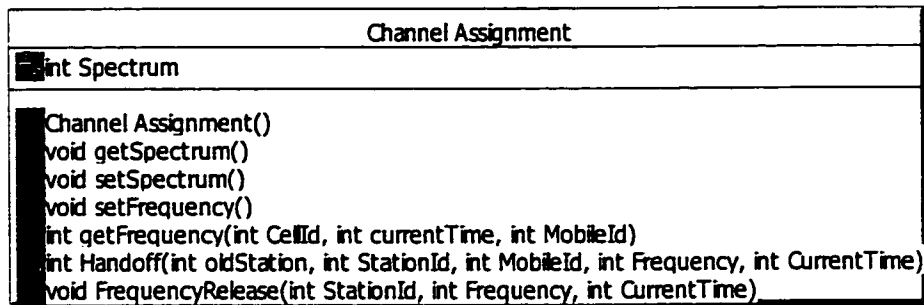 Channel Assignment
int Spectrum
Channel Assignment()
void getSpectrum()
void setSpectrum()
void setFrequency()
int getFrequency(int CellId, int currentTime, int MobileId)
int Handoff(int oldStation, int StationId, int MobileId, int Frequency, int CurrentTime)
void FrequencyRelease(int StationId, int Frequency, int CurrentTime)